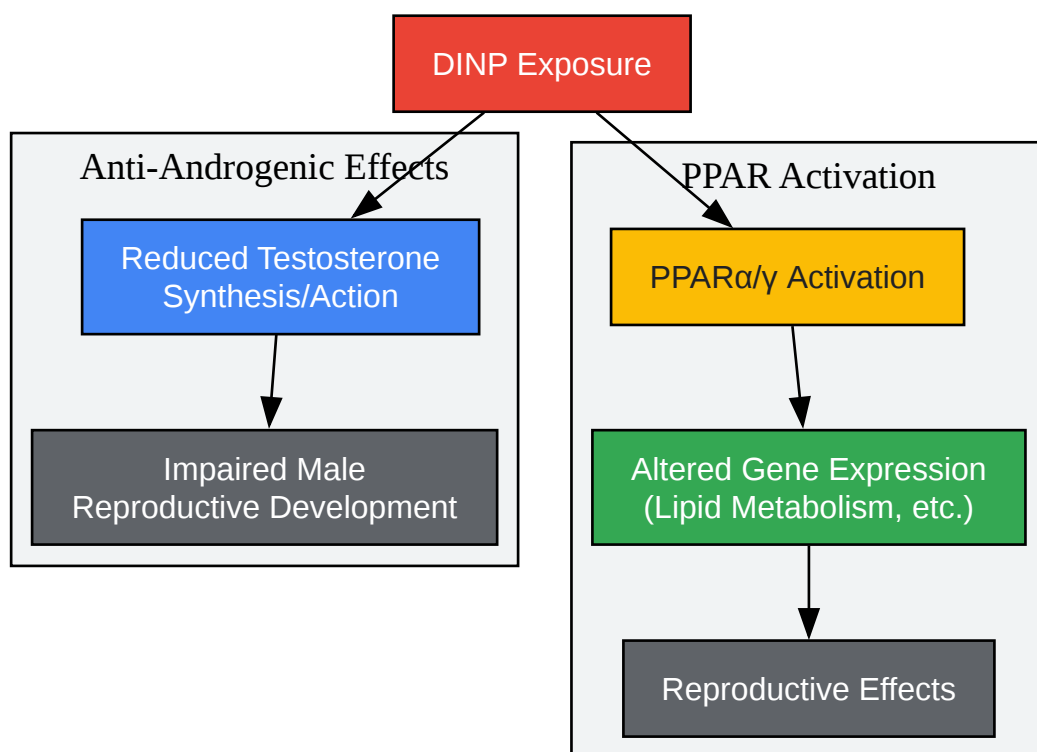 DINP Exposure
Anti-Androgenic Effects
Reduced Testosterone
Synthesis/Action
Impaired Male
Reproductive Development
PPAR Activation
PPARα/γ Activation
Altered Gene Expression
(Lipid Metabolism, etc.)
Reproductive Effects